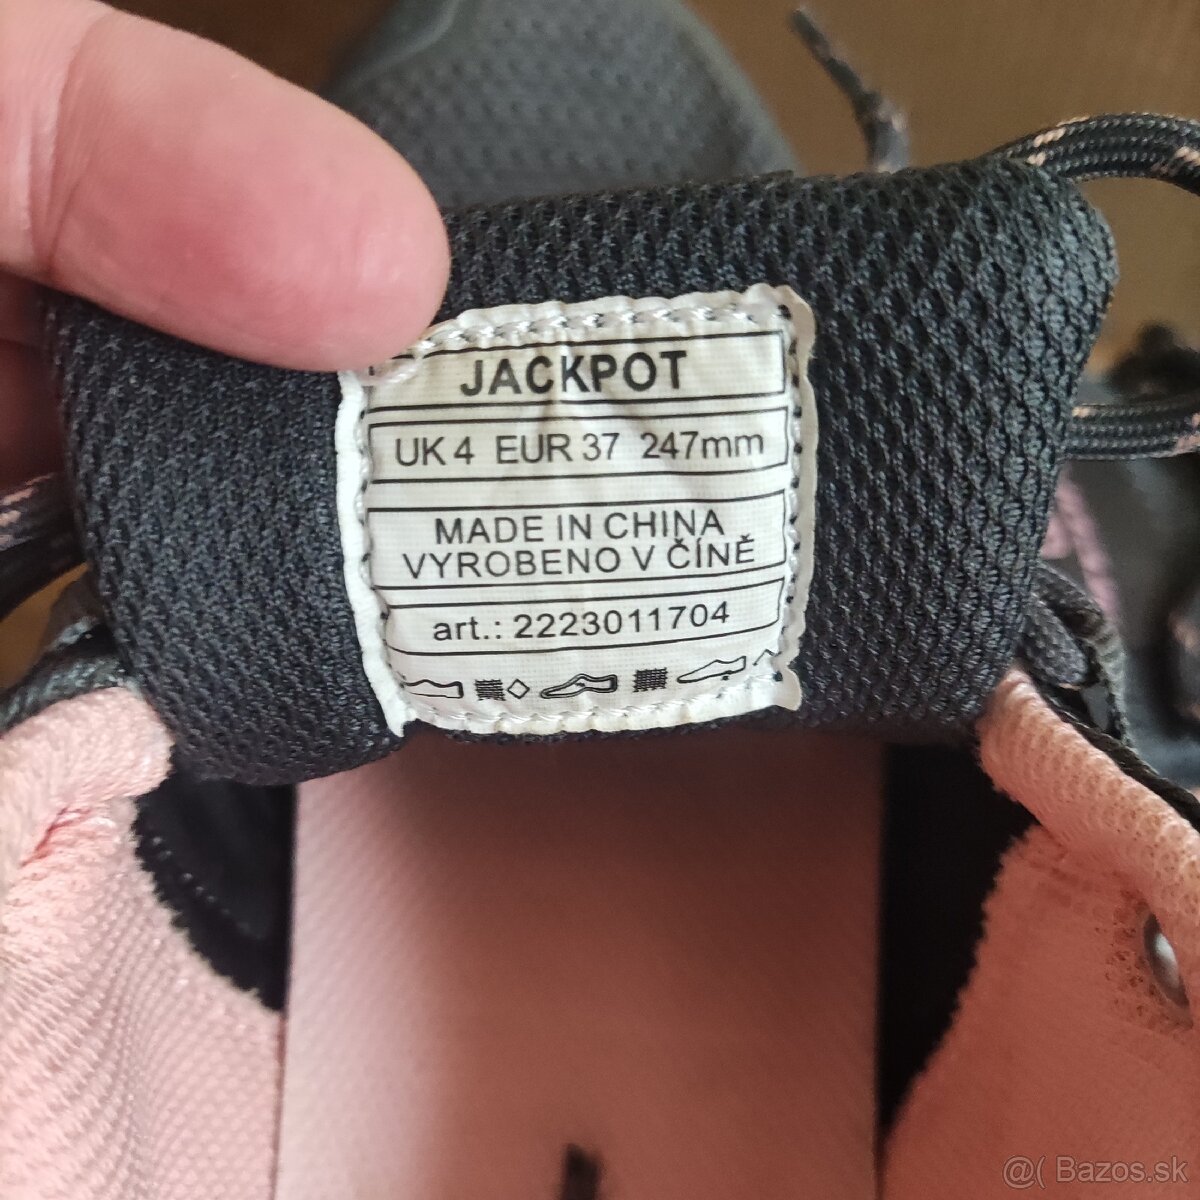 JACKPOT
UK 4 EUR 37 247mm
MADE IN CHINA
VYROBENO V ČÍNĚ
art.: 2223011704
@( Bazos.sk